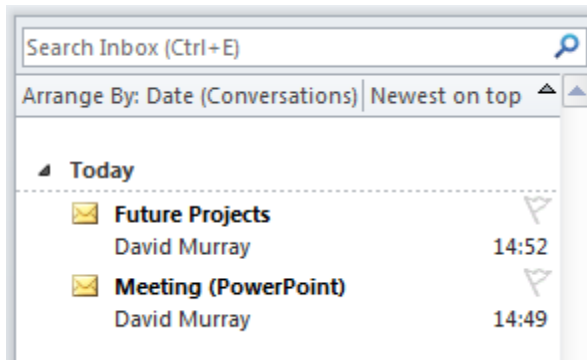 Search Inbox (Ctrl+E)
Arrange By: Date (Conversations) Newest on top
Today
Future Projects
David Murray 14:52
Meeting (PowerPoint)
David Murray 14:49